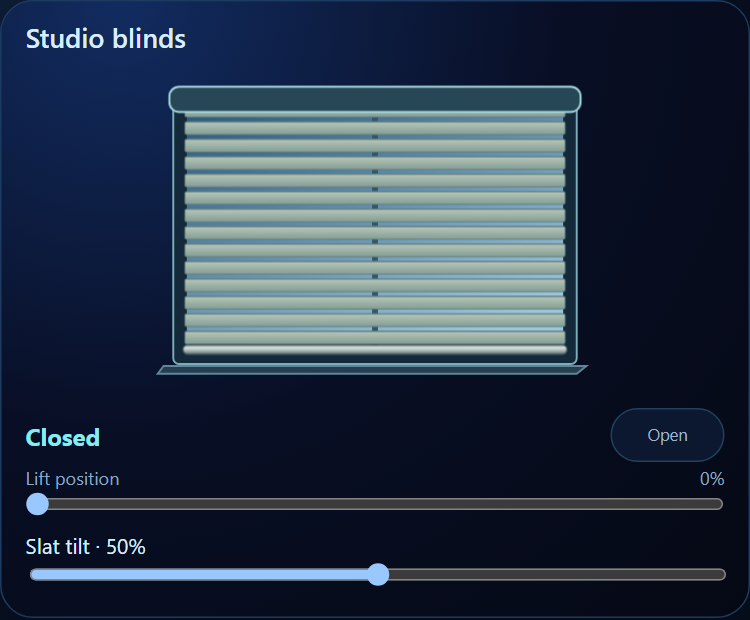 Studio blinds
Closed
Open
Lift position
0%
Slat tilt · 50%